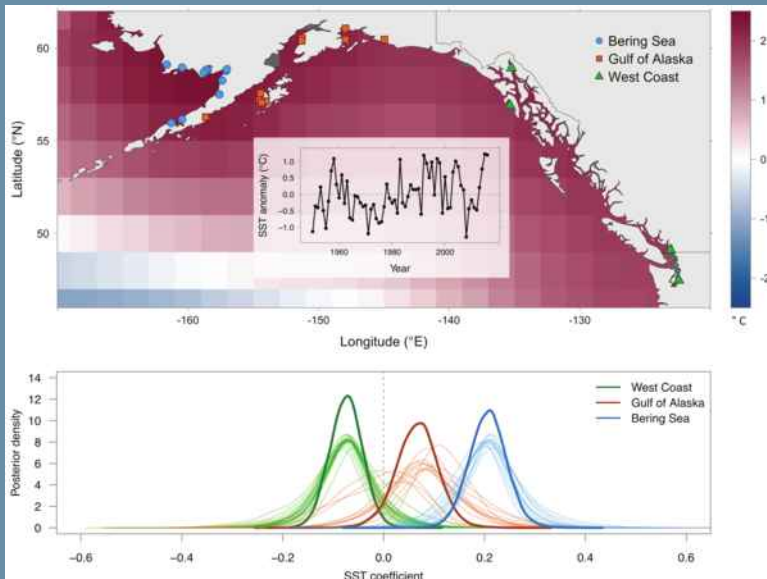 60
55
50
Latitude (°N)
Bering Sea
Gulf of Alaska
West Coast
SST anomaly (°C)
1.0
0.5
0.0
−0.5
−1.0
1960
1980
2000
Year
-160
-150
-140
-130
Longitude (°E)
2
1
0
-1
-2
° C
14
12
10
8
6
4
2
0
Posterior density
West Coast
Gulf of Alaska
Bering Sea
−0.6
−0.4
−0.2
0.0
0.2
0.4
0.6
SST coefficient